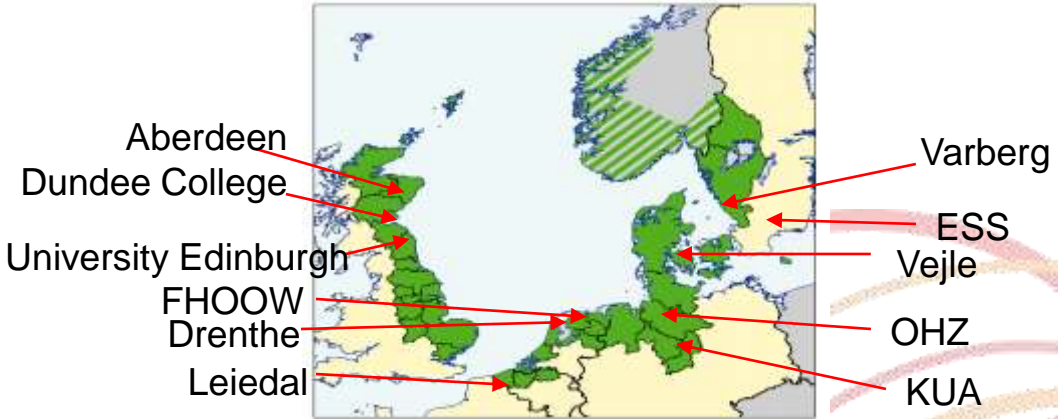 Aberdeen
Dundee College
University Edinburgh
FHOOW
Drenthe
Leiedal
Varberg
ESS
Vejle
OHZ
KUA